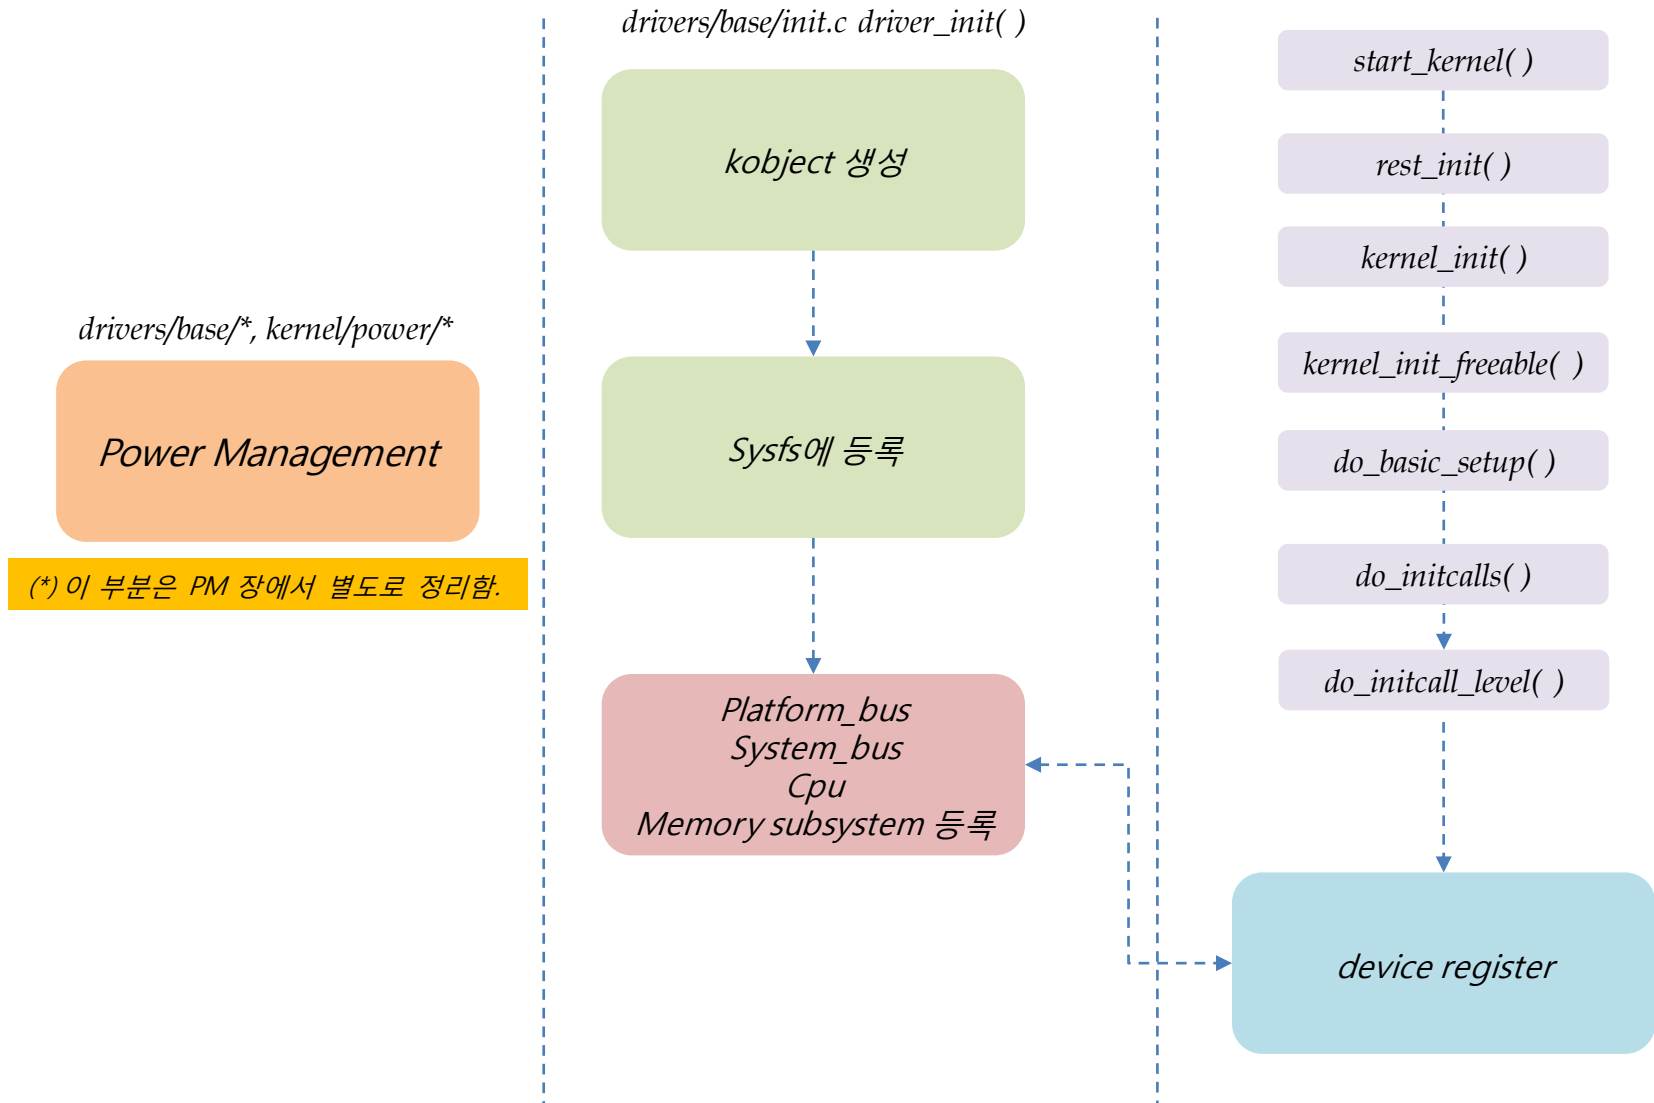 drivers/base/*, kernel/power/*
Power Management
(*) 이 부분은 PM 장에서 별도로 정리함.
drivers/base/init.c driver_init( )
kobject 생성
Sysfs에 등록
Platform_bus
System_bus
Cpu
Memory subsystem 등록
start_kernel( )
rest_init( )
kernel_init( )
kernel_init_freeable( )
do_basic_setup( )
do_initcalls( )
do_initcall_level( )
device register